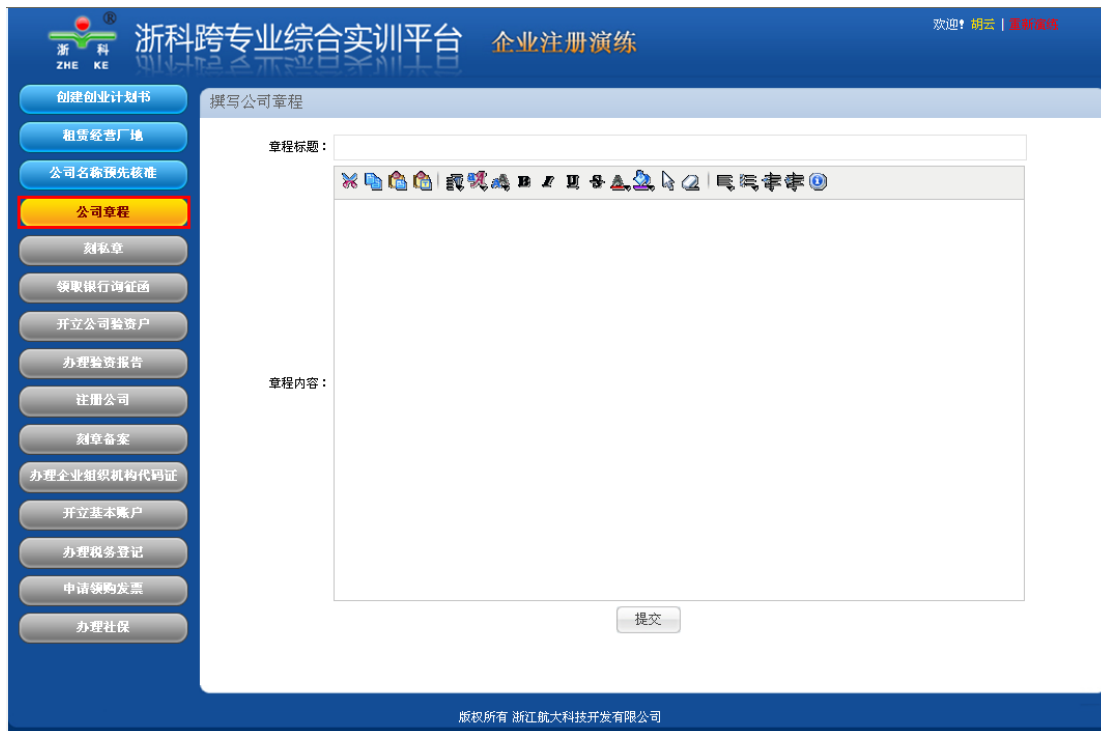 ®
浙 科
ZHE KE
浙科跨专业综合实训平台
企业注册演练
欢迎! 胡云 |
创建创业计划书
租赁经营厂地
公司名称预先核准
公司章程
刻私章
领取银行询征函
开立公司验资户
办理验资报告
注册公司
刻章备案
办理企业组织机构代码证
开立基本账户
办理税务登记
申请领购发票
办理社保
撰写公司章程
章程标题：
章程内容：
提交
版权所有 浙江航大科技开发有限公司